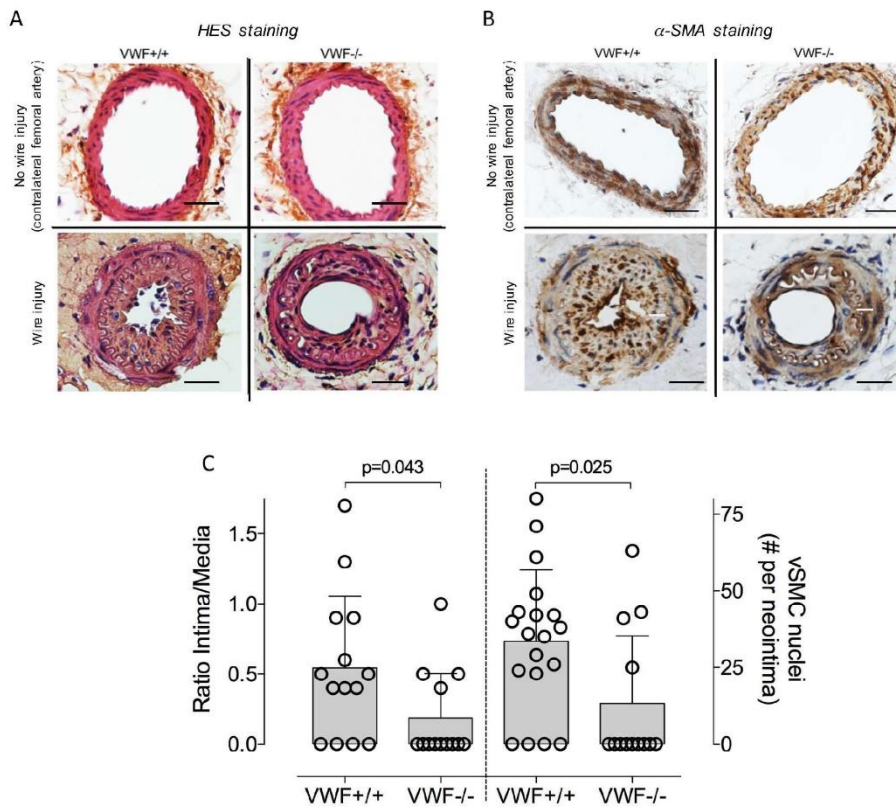 A
HES staining
VWF+/+
VWF-/-
No wire injury
(contralateral femoral artery)
Wire injury
B
α-SMA staining
VWF+/+
VWF-/-
No wire injury
(contralateral femoral artery)
Wire injury
C
p=0.043
p=0.025
Ratio Intima/Media
1.5
1.0
0.5
0.0
75
50
25
0
vSMC nuclei
(# per neointima)
VWF+/+
VWF-/-
VWF+/+
VWF-/-